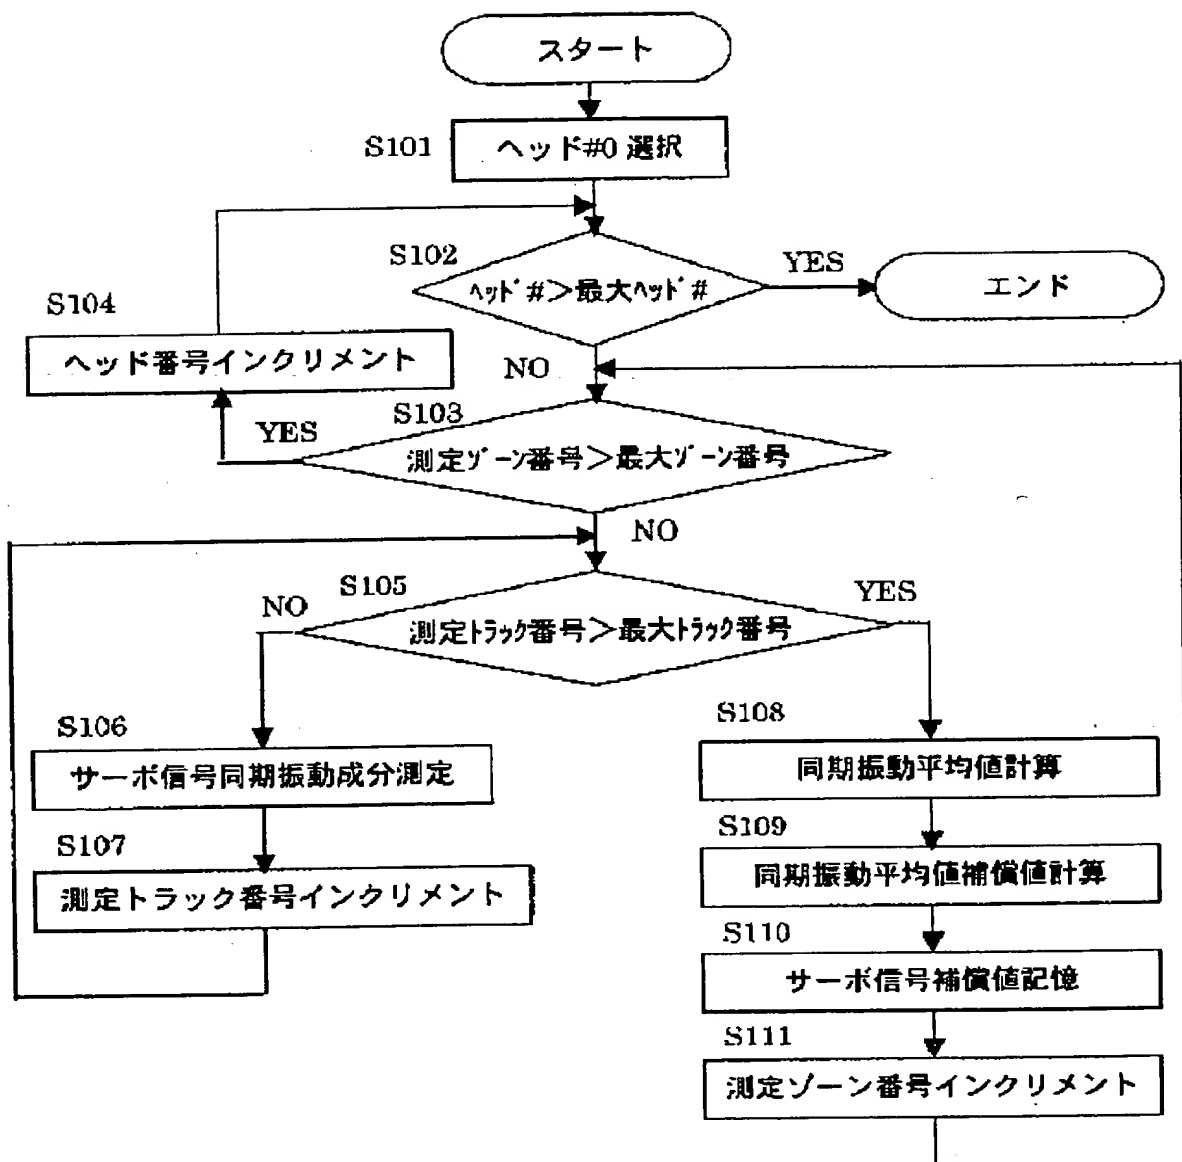 スタート
S101
ヘッド#0 選択
S102
ヘッド#＞最大ヘッド#
YES
エンド
S104
ヘッド番号インクリメント
NO
S103
YES
測定ゾーン番号＞最大ゾーン番号
NO
S105
NO
YES
測定トラック番号＞最大トラック番号
S106
サーボ信号同期振動成分測定
S107
測定トラック番号インクリメント
S108
同期振動平均値計算
S109
同期振動平均値補償値計算
S110
サーボ信号補償値記憶
S111
測定ゾーン番号インクリメント